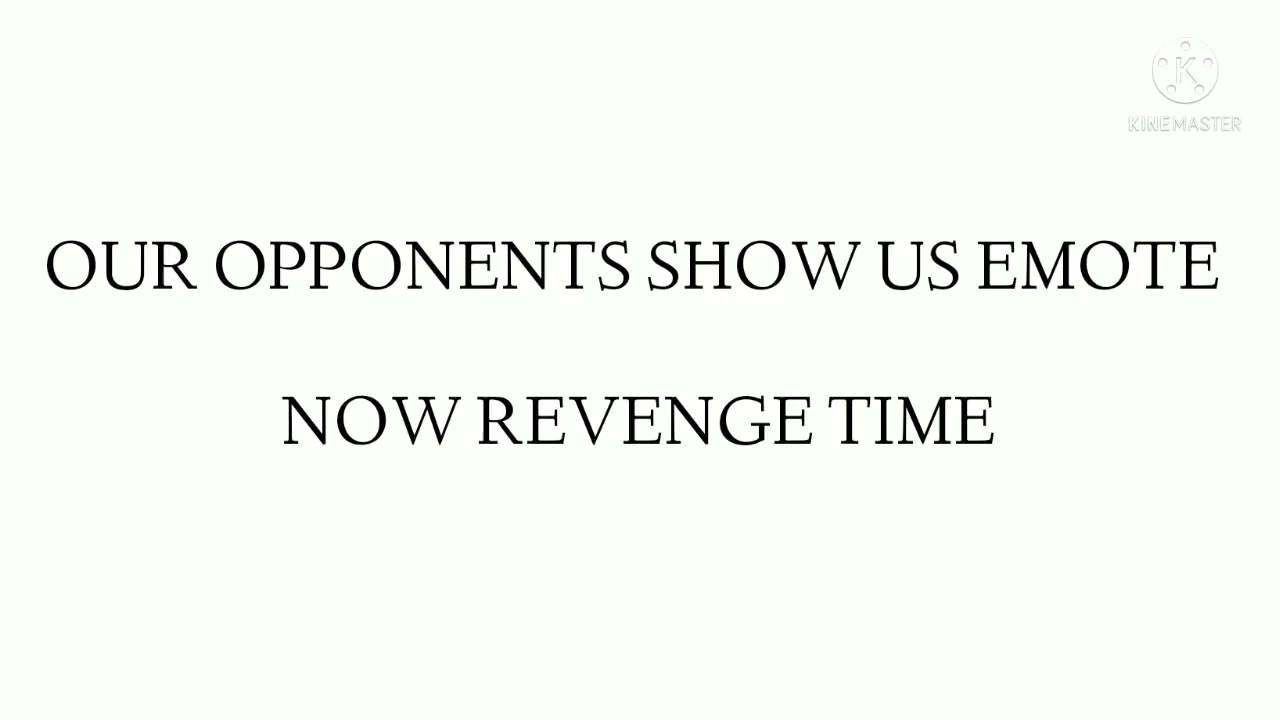 K
KINEMASTER
OUR OPPONENTS SHOW US EMOTE
NOW REVENGE TIME